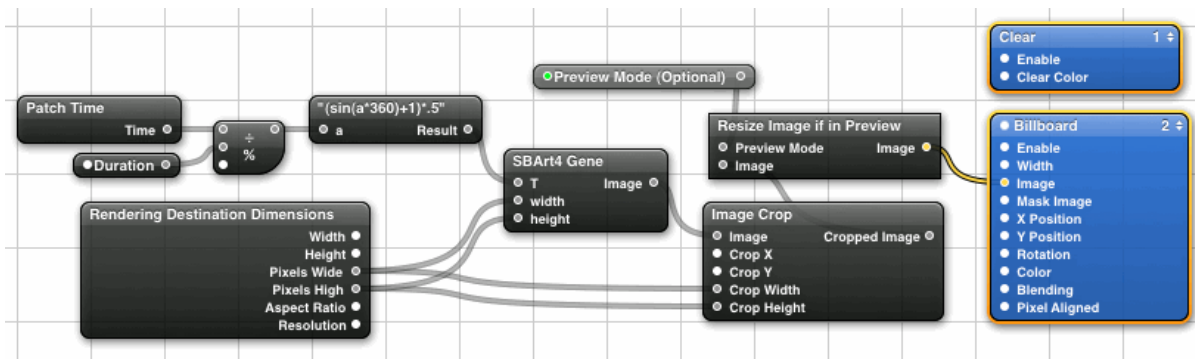 Clear 1
Enable
Clear Color
Preview Mode (Optional)
Patch Time
Time
Duration
÷
%
"(sin(a*360)+1)*.5"
a Result
Resize Image if in Preview
Preview Mode Image
Image
Billboard 2
Enable
Width
Image
Mask Image
X Position
Y Position
Rotation
Color
Blending
Pixel Aligned
SBArt4 Gene
T Image
width
height
Rendering Destination Dimensions
Width
Height
Pixels Wide
Pixels High
Aspect Ratio
Resolution
Image Crop
Image Cropped Image
Crop X
Crop Y
Crop Width
Crop Height